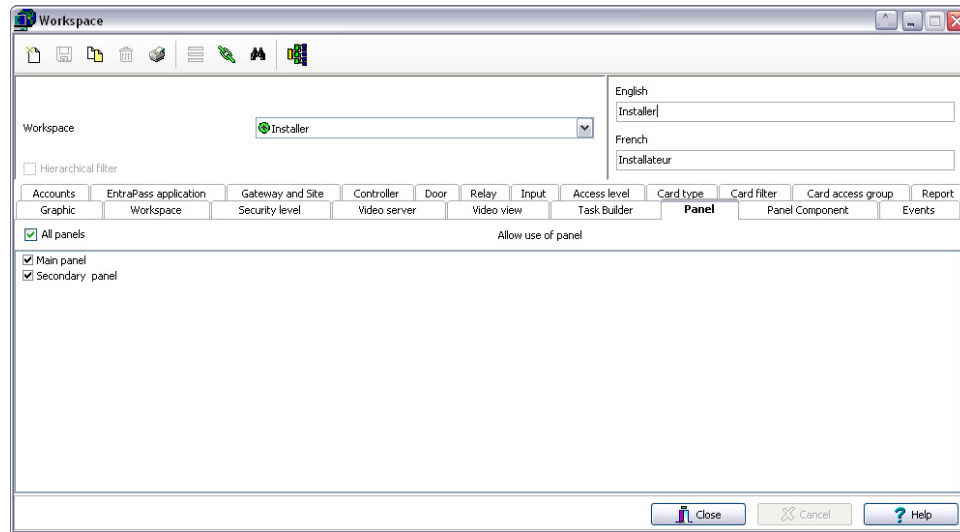 Workspace
English
Installer
Workspace
Installer
French
Installateur
Hierarchical filter
Accounts EntraPass application Gateway and Site Controller Door Relay Input Access level Card type Card filter Card access group Report
Graphic Workspace Security level Video server Video view Task Builder Panel Panel Component Events
All panels Allow use of panel
Main panel
Secondary panel
Close Cancel ? Help